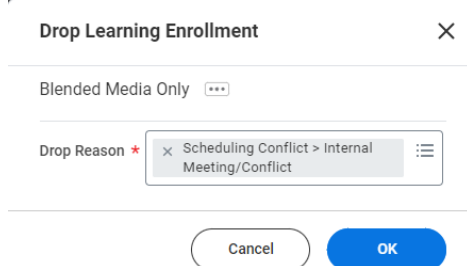 Drop Learning Enrollment
Blended Media Only
Drop Reason *
Scheduling Conflict > Internal
Meeting/Conflict
Cancel
OK